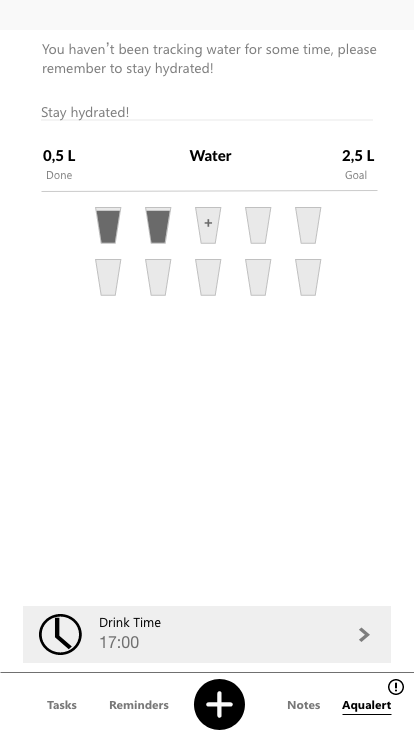 You haven't been tracking water for some time, please
remember to stay hydrated!
Stay hydrated!
0,5 L Water 2,5 L
Done Goal
+
Drink Time
17:00
Tasks Reminders Notes Aqualert